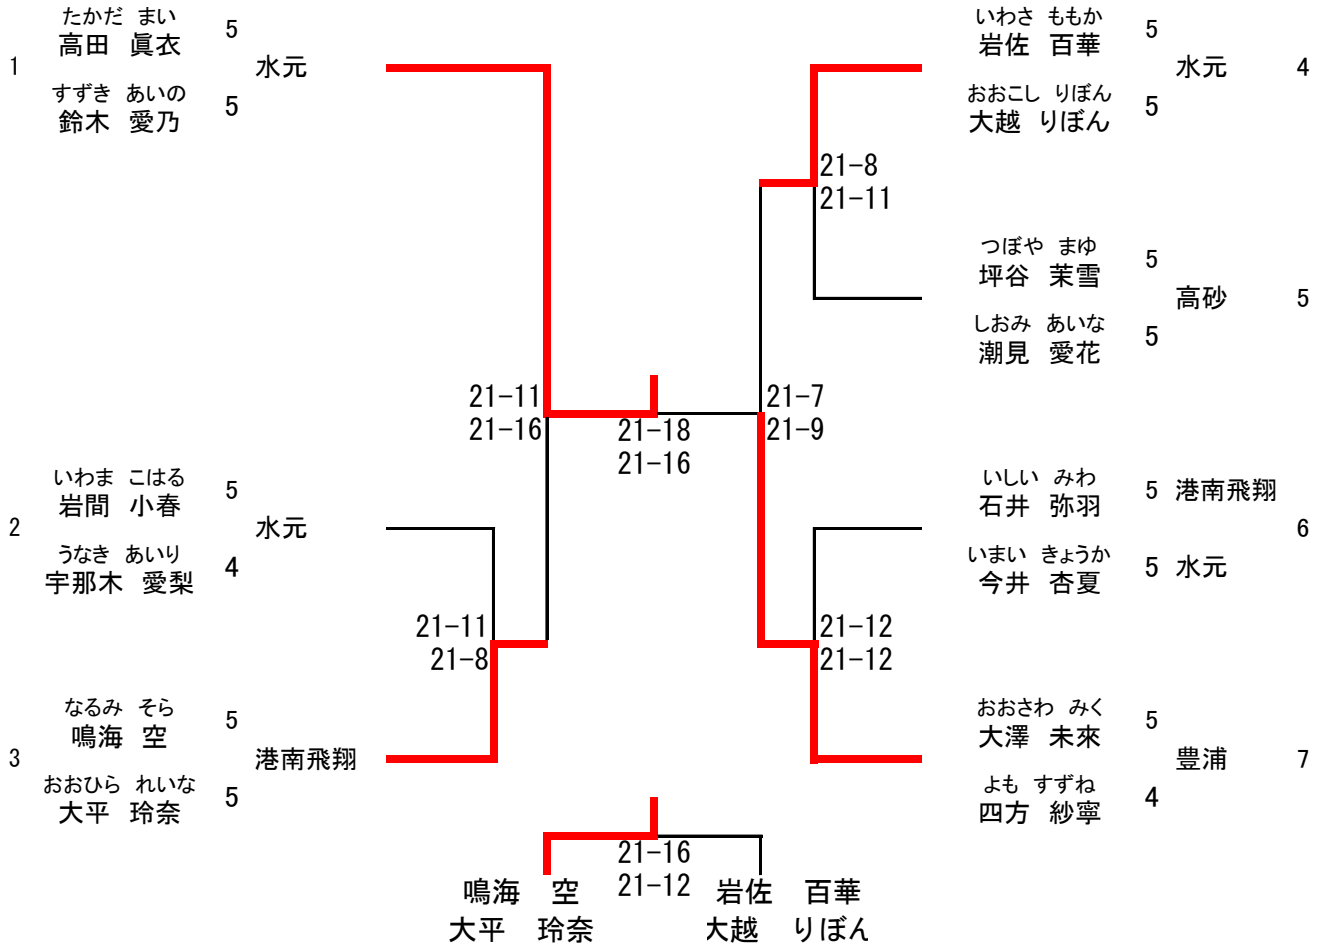 たかだ まい
高田 眞衣 5
1 水元
すずき あいの
鈴木 愛乃 5
いわま こはる
岩間 小春 5
2 水元
うなき あいり
宇那木 愛梨 4
なるみ そら
鳴海 空 5
3 港南飛翔
おおひら れいな
大平 玲奈 5
21-11
21-16
21-11
21-8
21-18
21-16
いわさ ももか
岩佐 百華 5
水元 4
おおこし りぼん
大越 りぼん 5
21-8
21-11
つぼや まゆ
坪谷 茉雪 5
高砂 5
しおみ あいな
潮見 愛花 5
21-7
21-9
いしい みわ
石井 弥羽 5 港南飛翔
6
いまい きょうか
今井 杏夏 5 水元
21-12
21-12
おおさわ みく
大澤 未來 5
豊浦 7
よも すずね
四方 紗寧 4
21-16
21-12
鳴海 空 岩佐 百華
大平 玲奈 大越 りぼん